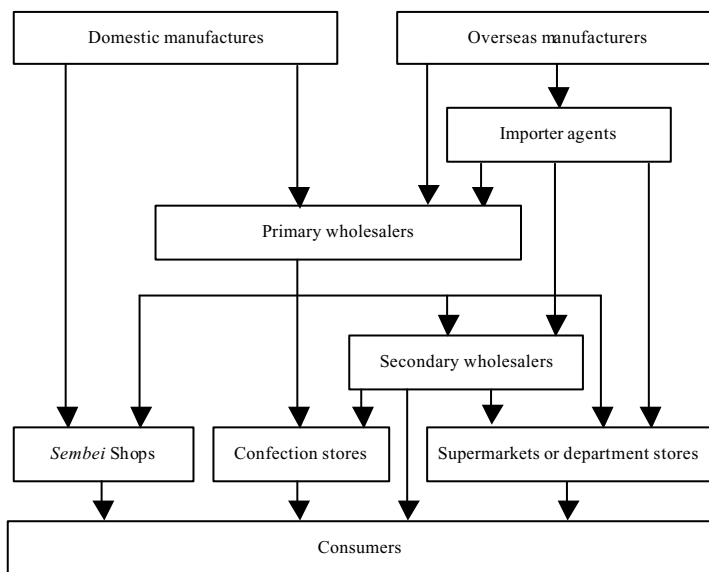 Domestic manufactures
Overseas manufacturers
Importer agents
Primary wholesalers
Secondary wholesalers
Sembei Shops
Confection stores
Supermarkets or department stores
Consumers